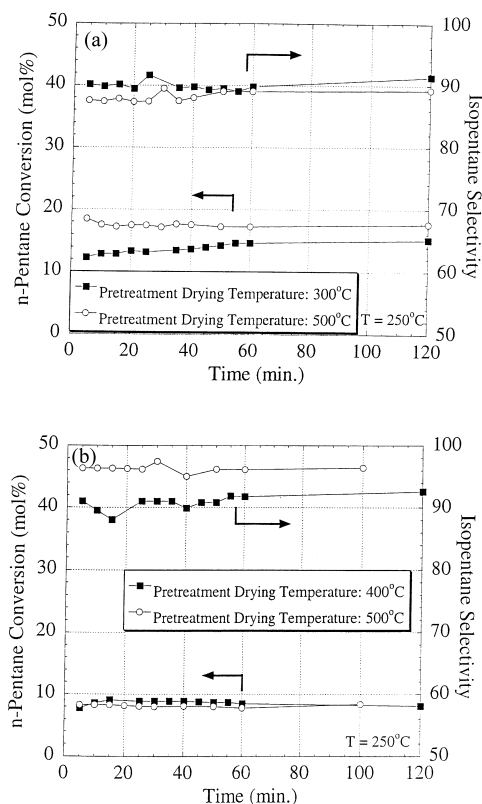 (a)
50
40
30
20
10
0
n-Pentane Conversion (mol%)
100
90
80
70
60
50
Isopentane Selectivity
Pretreatment Drying Temperature: 300°C
Pretreatment Drying Temperature: 500°C
T = 250°C
0
20
40
60
80
100
120
Time (min.)
(b)
50
40
30
20
10
0
n-Pentane Conversion (mol%)
100
90
80
70
60
50
Isopentane Selectivity
Pretreatment Drying Temperature: 400°C
Pretreatment Drying Temperature: 500°C
T = 250°C
0
20
40
60
80
100
120
Time (min.)